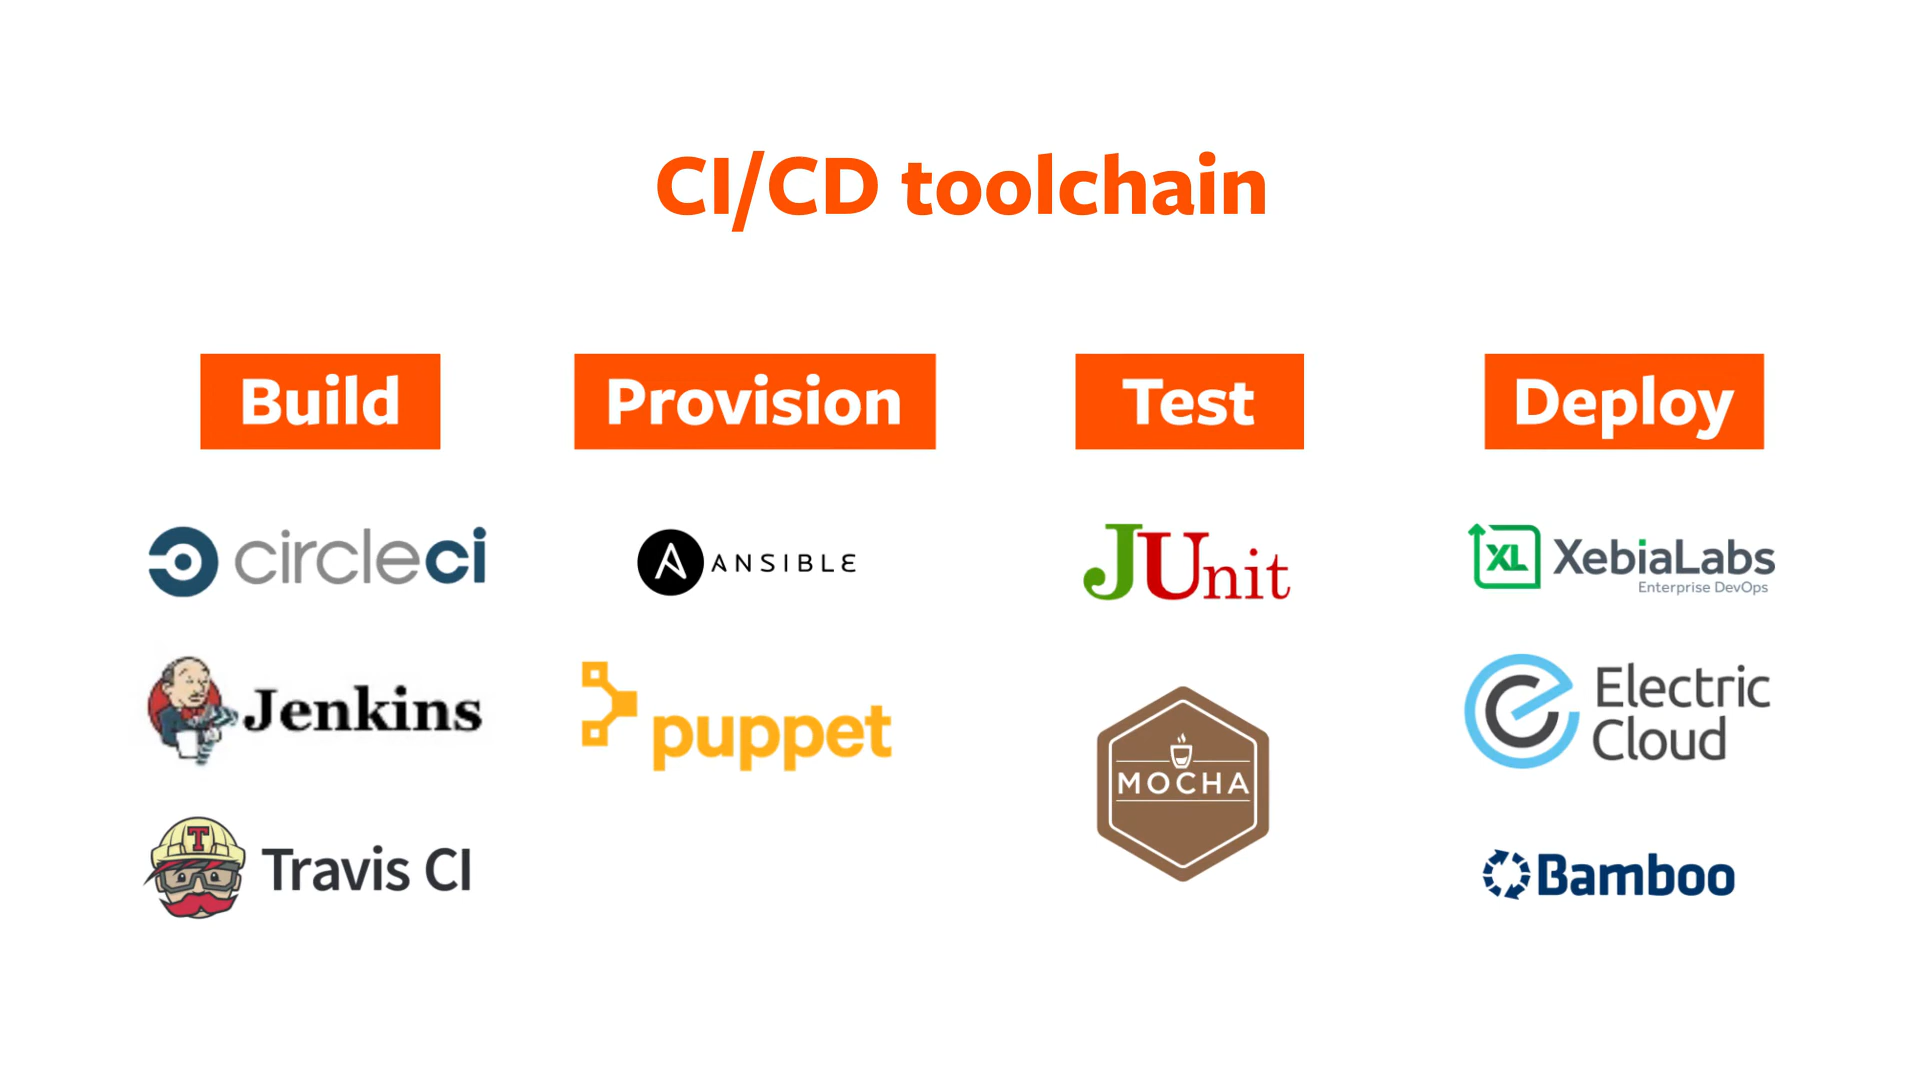 CI/CD toolchain
Build
Provision
Test
Deploy
circleci
Jenkins
T
Travis CI
A ANSIBLE
puppet
JUnit
MOCHA
XL XebiaLabs
Enterprise DevOps
Electric
Cloud
Bamboo